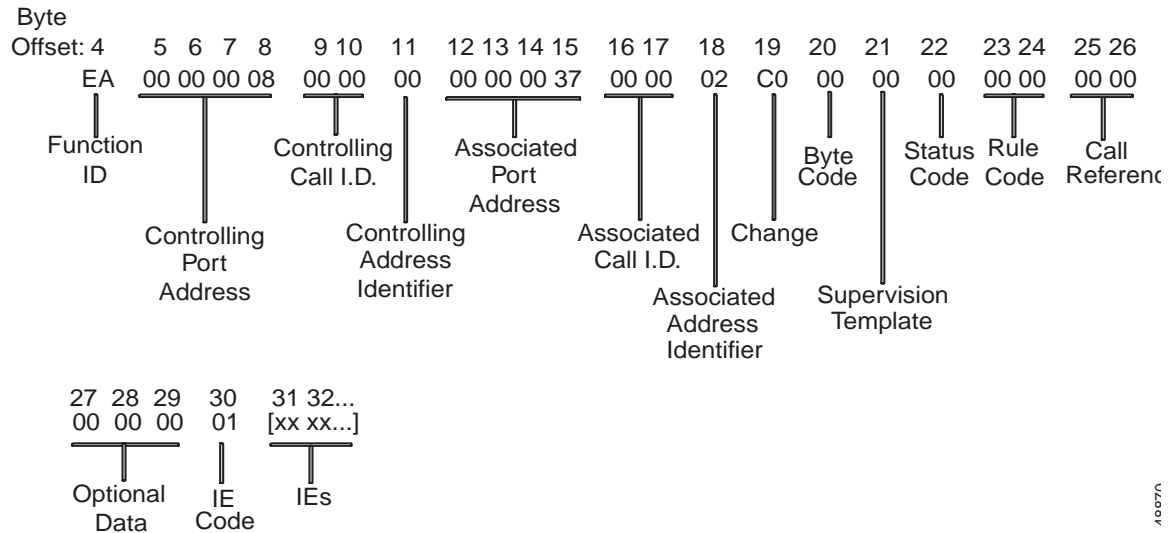 Byte
Offset: 4 5 6 7 8 9 10 11 12 13 14 15 16 17 18 19 20 21 22 23 24 25 26
EA 00 00 00 08 00 00 00 00 00 00 37 00 00 02 C0 00 00 00 00 00 00 00
Function
ID
Controlling
Port
Address
Controlling
Call I.D.
Controlling
Address
Identifier
Associated
Port
Address
Associated
Call I.D.
Associated
Address
Identifier
Change
Byte
Code
Supervision
Template
Status
Code
Rule
Code
Call
Referenc
27 28 29 30 31 32...
00 00 00 01 [xx xx...]
Optional
Data
IE
Code
IEs
48870